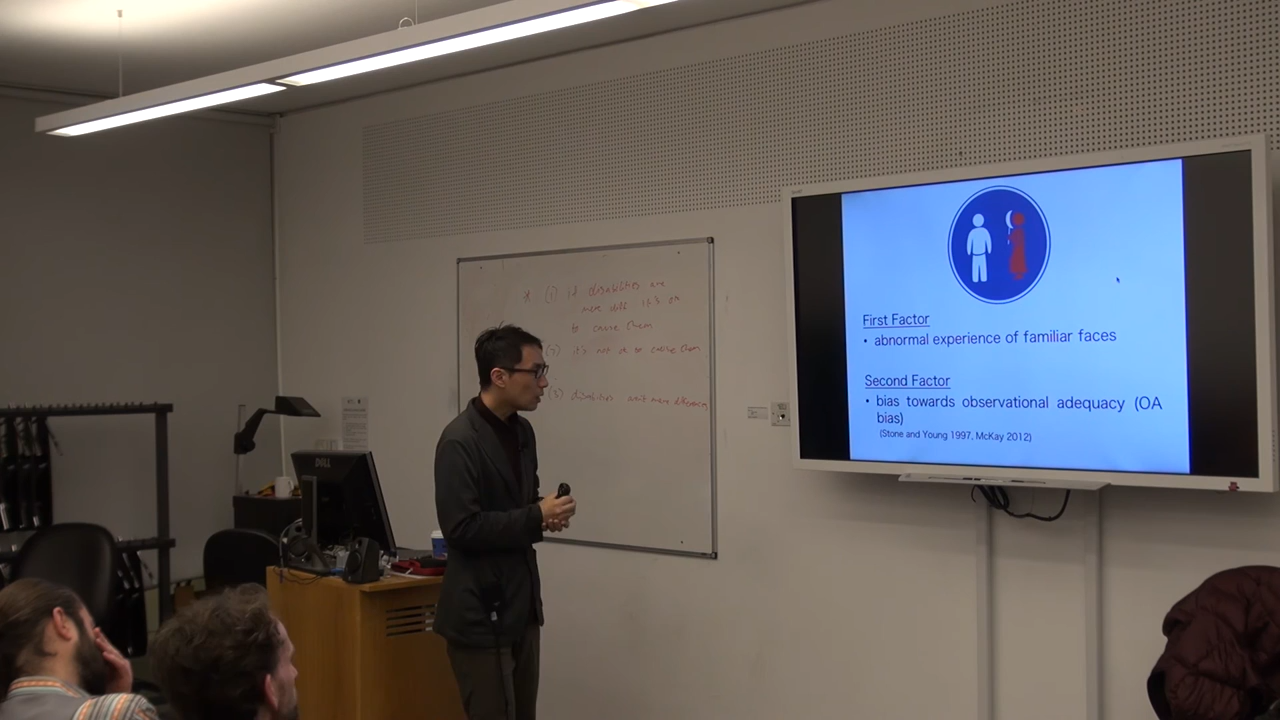 (1) if disabilities are
mere diff it's ok
to cause them
(2) it's not ok to cause them
(3) disabilities aren't mere differences
DELL
First Factor
• abnormal experience of familiar faces
Second Factor
• bias towards observational adequacy (OA
bias)
(Stone and Young 1997, McKay 2012)